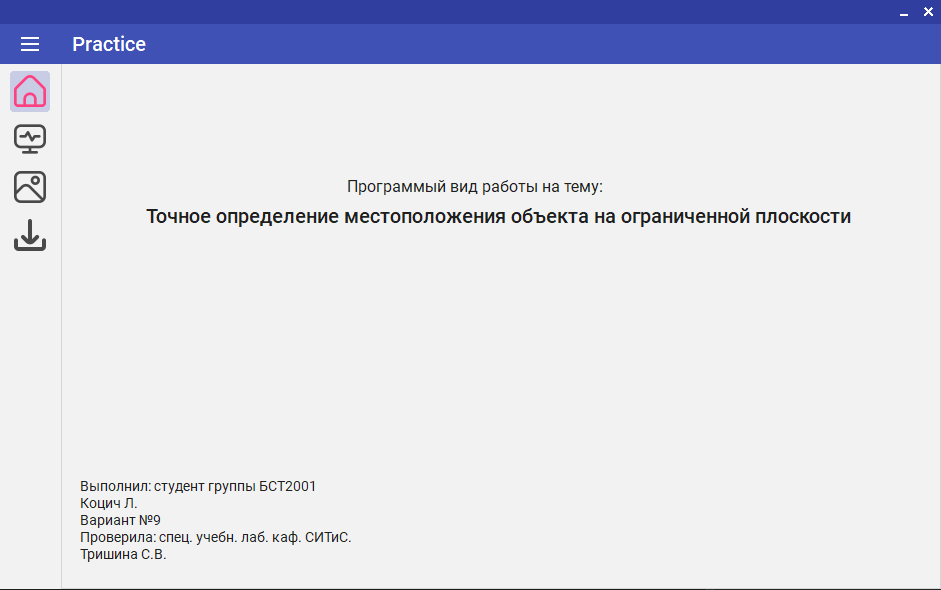 Practice
Программый вид работы на тему:
Точное определение местоположения объекта на ограниченной плоскости
Выполнил: студент группы БСТ2001
Коцич Л.
Вариант №9
Проверила: спец. учебн. лаб. каф. СИТиС.
Тришина С.В.